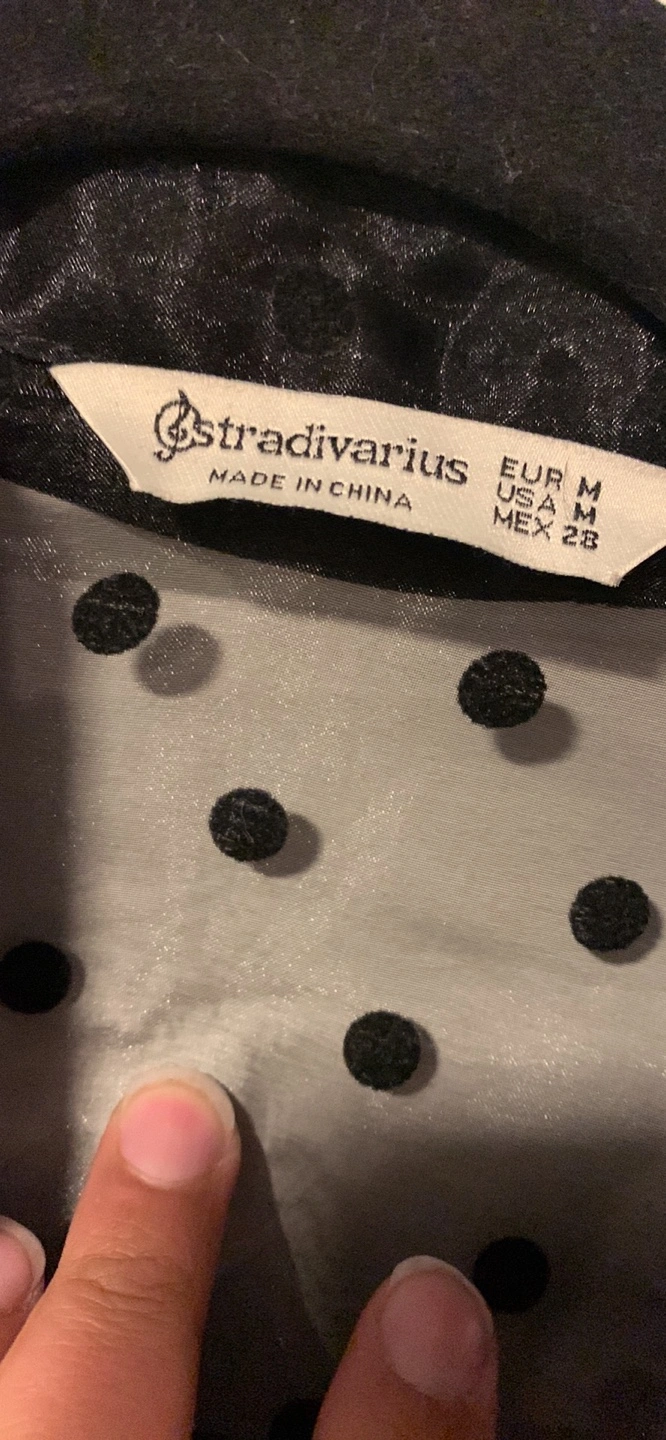 stradivarius
MADE IN CHINA
EUR M
USA M
MEX 28